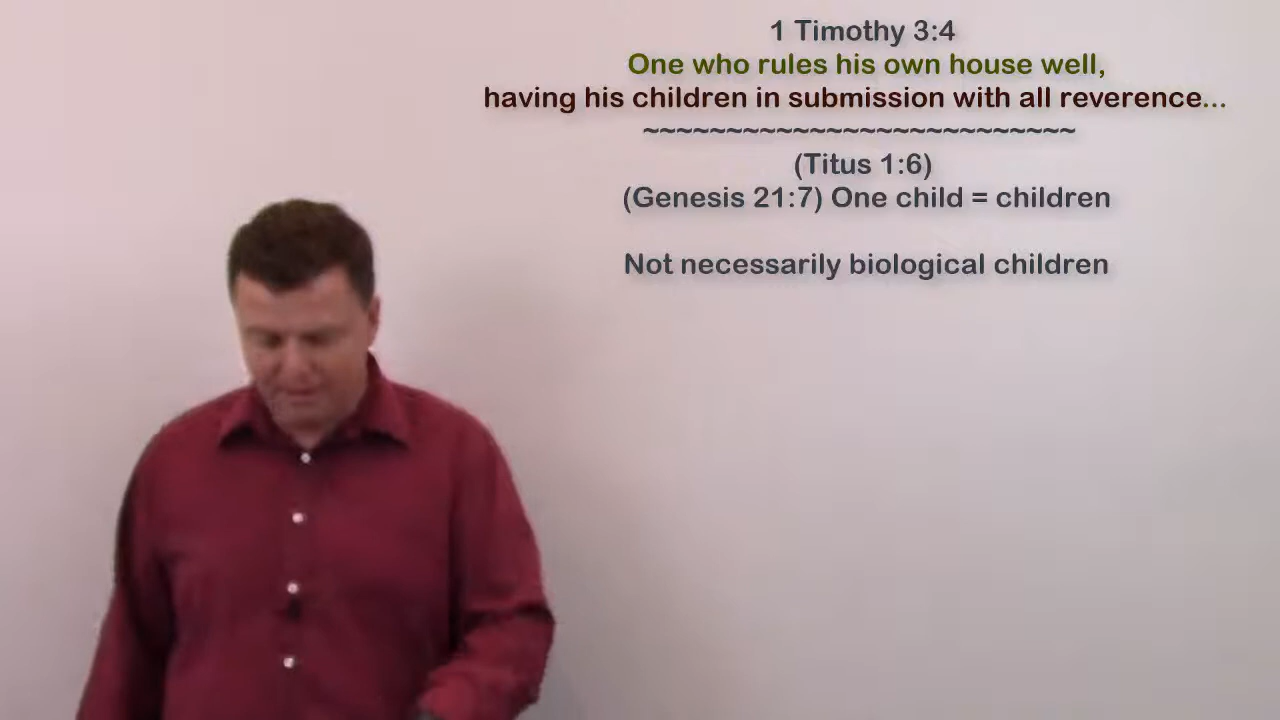 1 Timothy 3:4
One who rules his own house well,
having his children in submission with all reverence...
~~~~~~~~~~~~~~~~~~~~~~~~~~
(Titus 1:6)
(Genesis 21:7) One child = children
Not necessarily biological children